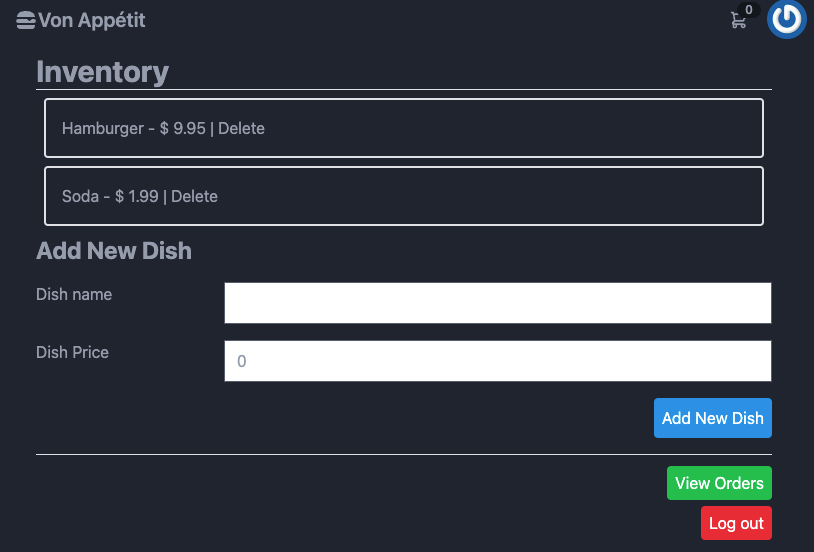 Von Appétit
0
Inventory
Hamburger - $ 9.95 | Delete
Soda - $ 1.99 | Delete
Add New Dish
Dish name
Dish Price
0
Add New Dish
View Orders
Log out